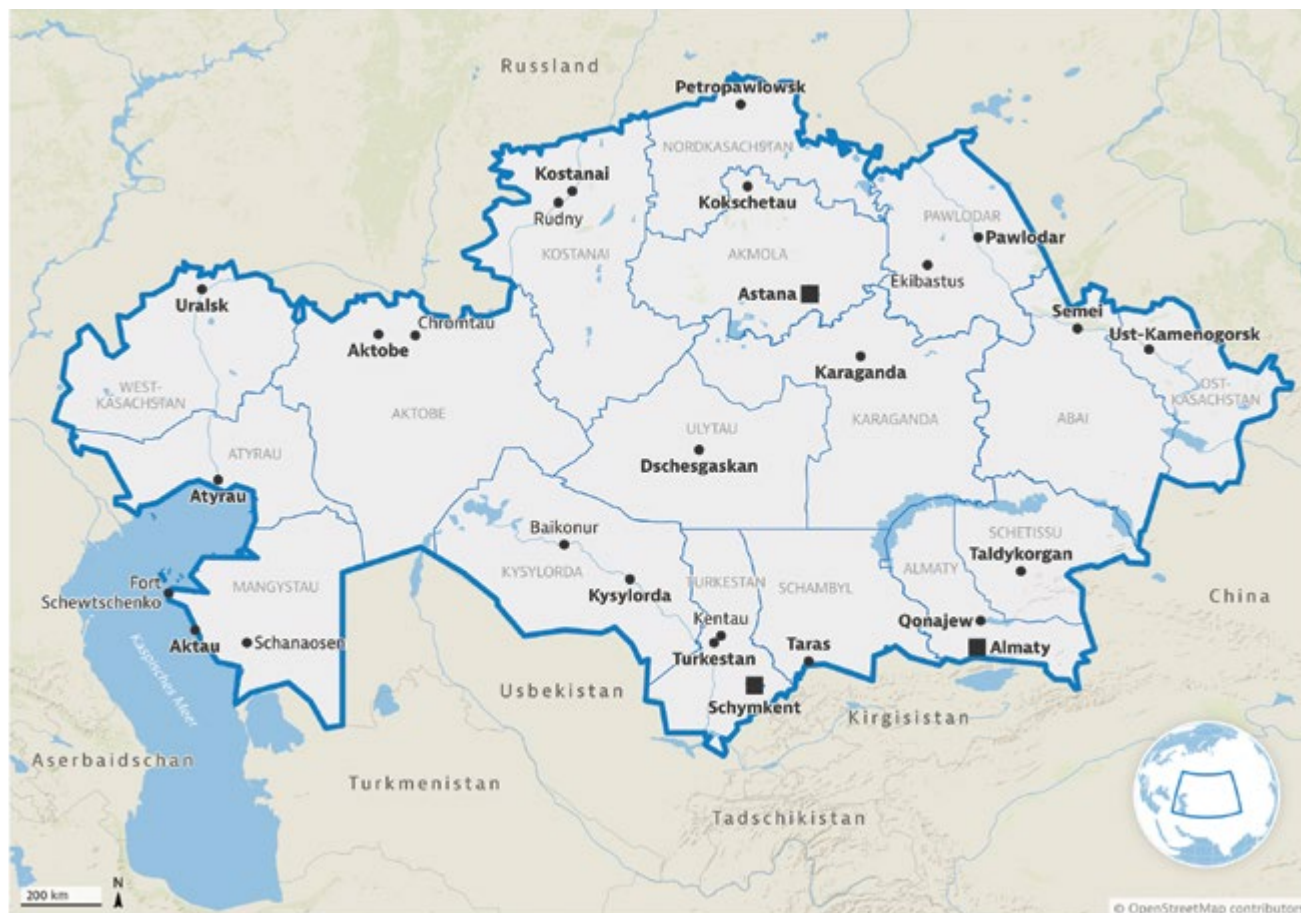 Russland
Petropawlowsk
NORDKASACHSTAN
Kostanai
Rudny
Kokschetau
KOSTANAI
AKMOLA
PAWLODAR
Pawlodar
Ekibastus
Astana
Uralsk
Chromtau
Aktobe
Semei
Ust-Kamenogorsk
Karaganda
WEST-
KASACHSTAN
OST-
KASACHSTAN
AKTOBE
ULYTAU
KARAGANDA
ABAI
ATYRAU
Dschesgaskan
Atyrau
Baikonur
SCHETISSU
Taldykorgan
KYSYLORDA
Kysylorda
TURKESTAN
SCHAMBYL
ALMATY
Fort
Schewtschenko
MANGYSTAU
China
Aktau
Schanaosen
Kentau
Turkestan
Taras
Qonajew
Almaty
Kaspisches Meer
Usbekistan
Schymkent
Kirgisistan
Aserbaidschan
Turkmenistan
Tadschikistan
200 km
N
© OpenStreetMap contributors